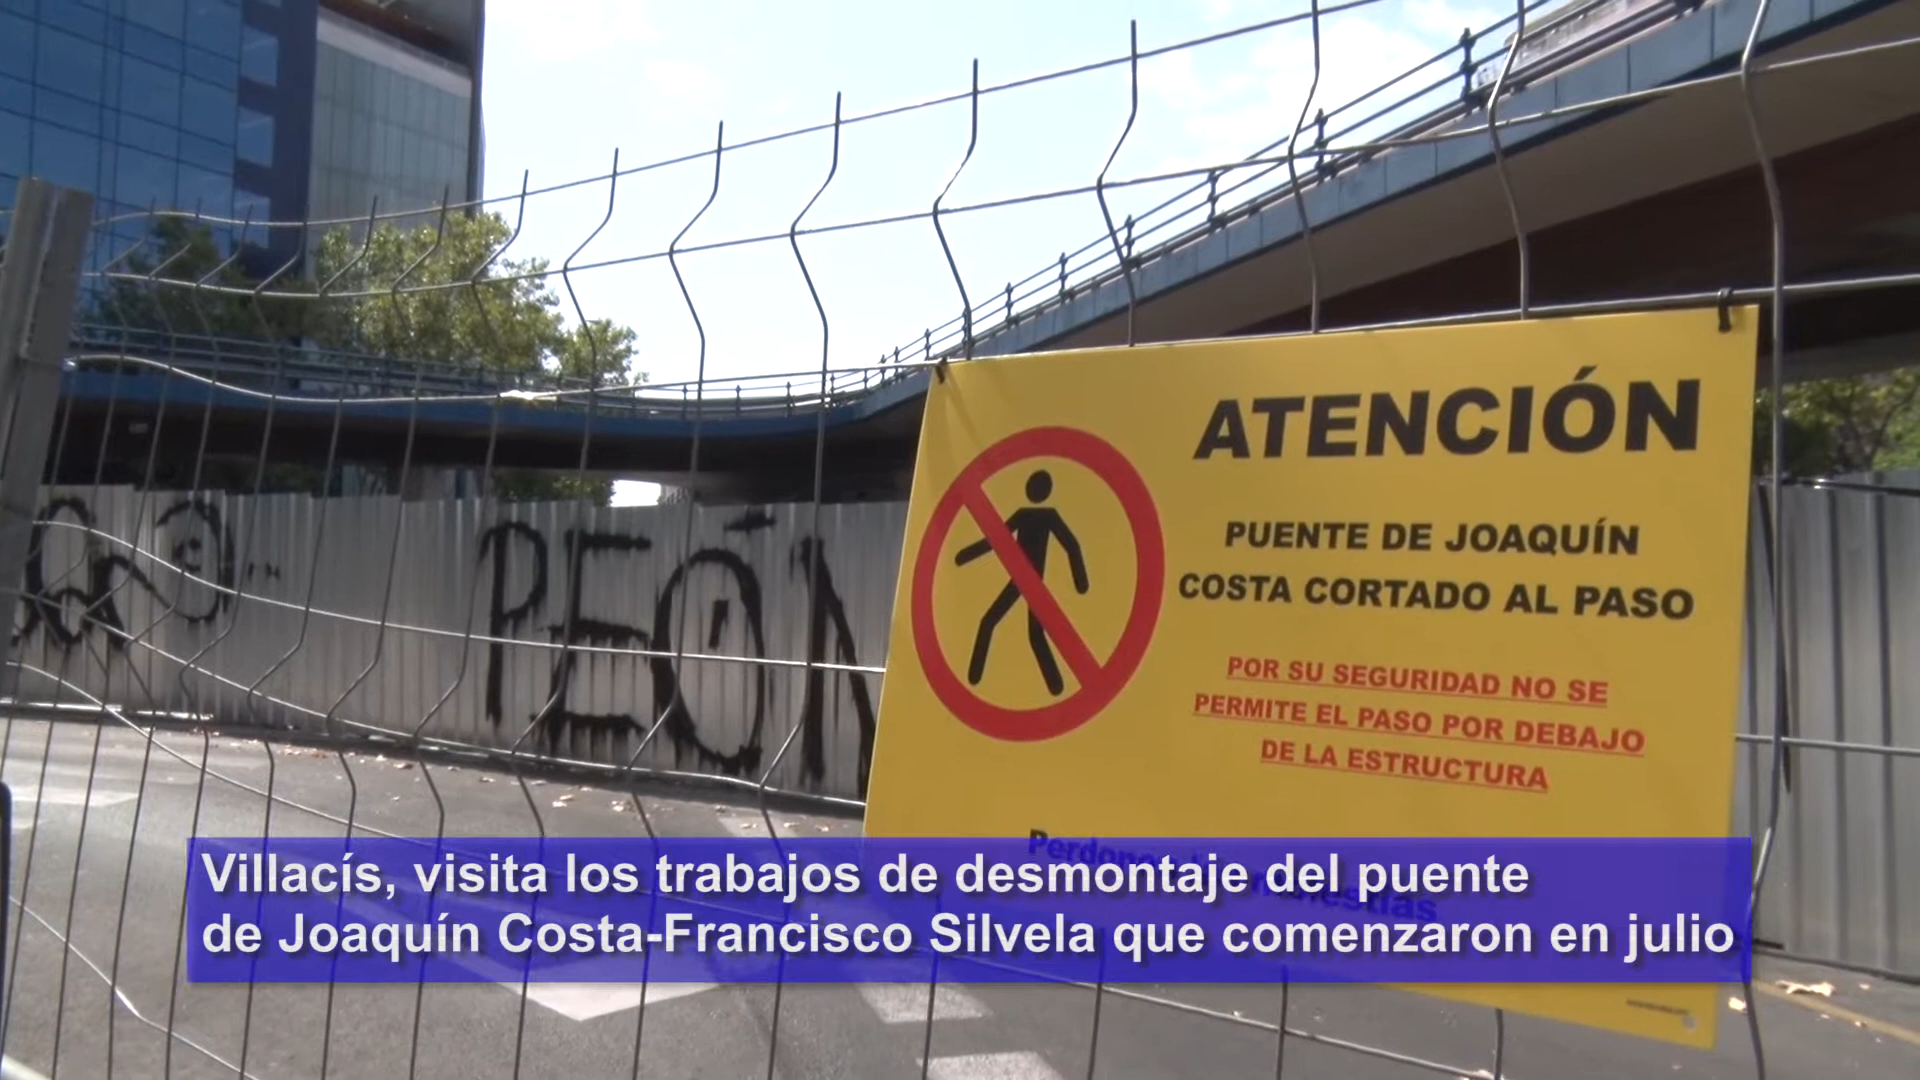 PEÓN
ATENCIÓN
PUENTE DE JOAQUÍN
COSTA CORTADO AL PASO
POR SU SEGURIDAD NO SE
PERMITE EL PASO POR DEBAJO
DE LA ESTRUCTURA
Villacís, visita los trabajos de desmontaje del puente
de Joaquín Costa-Francisco Silvela que comenzaron en julio